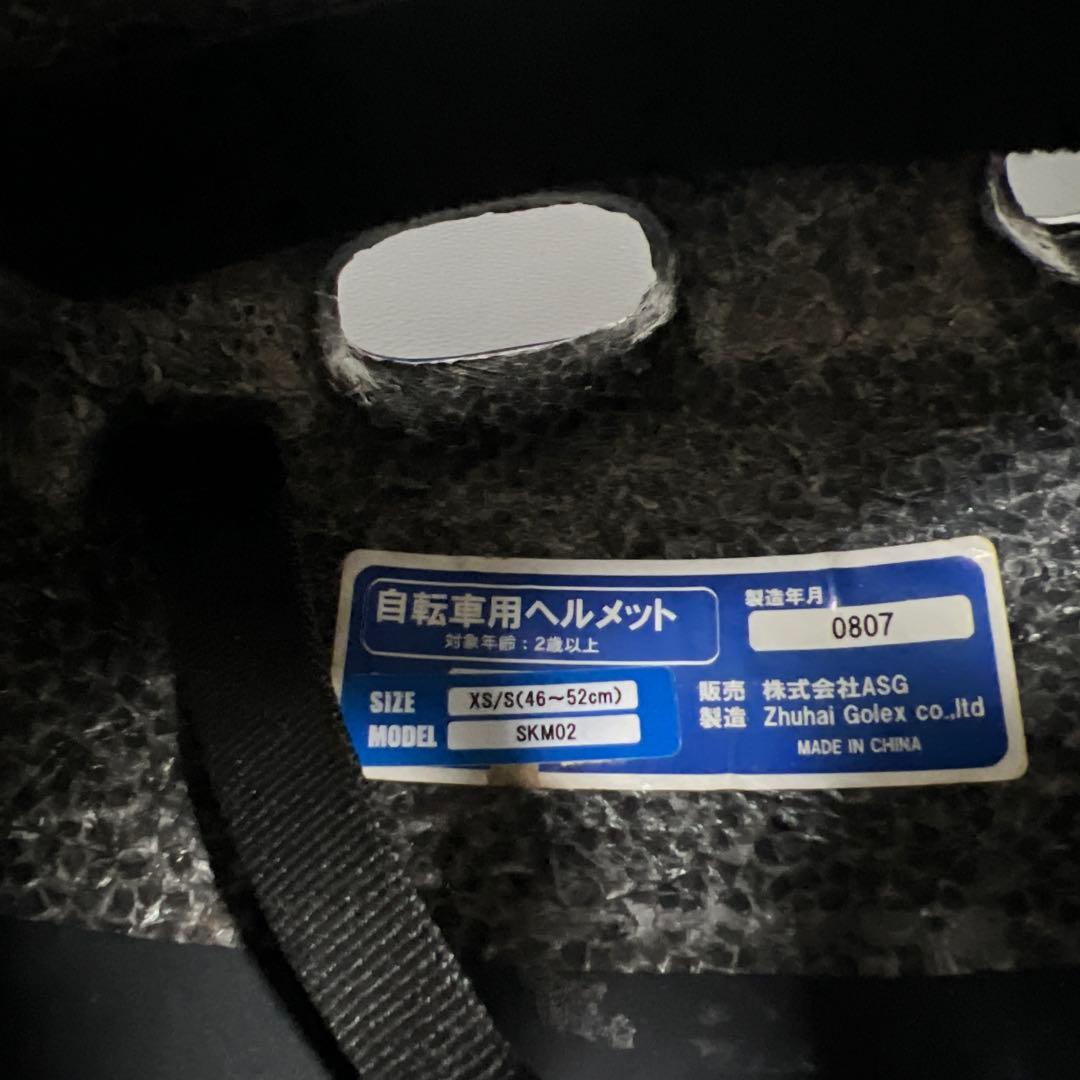 自転車用ヘルメット
対象年齢：2歳以上
SIZE XS/S(46～52cm)
MODEL SKM02
製造年月
0807
販売 株式会社ASG
製造 Zhuhai Golex co.,ltd
MADE IN CHINA